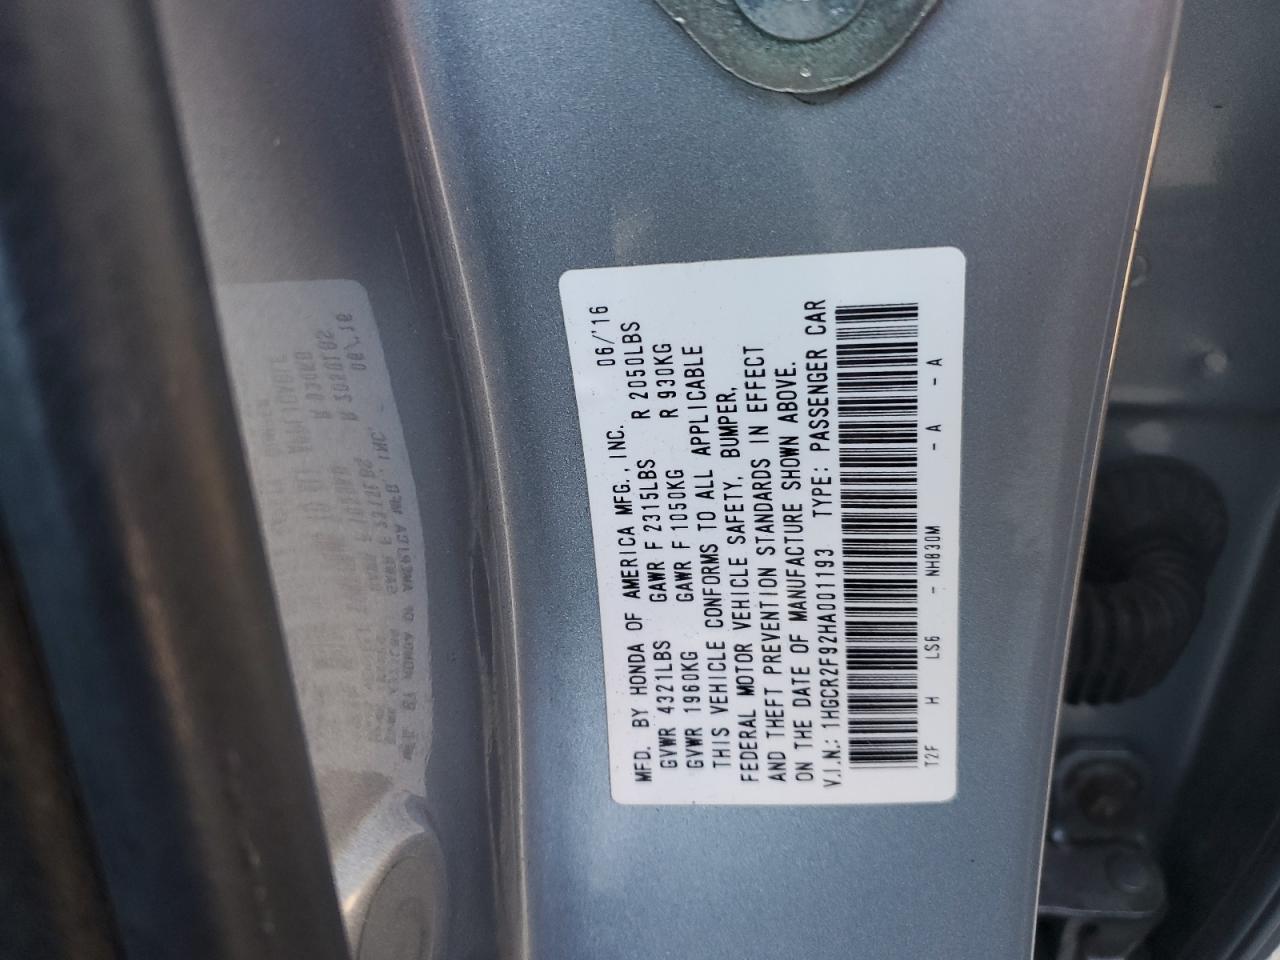 MFD. BY HONDA OF AMERICA MFG., INC. 06/'16
GVWR 4321LBS GAWR F 2315LBS R 2050LBS
GVWR 1960KG GAWR F 1050KG R 930KG
THIS VEHICLE CONFORMS TO ALL APPLICABLE
FEDERAL MOTOR VEHICLE SAFETY, BUMPER,
AND THEFT PREVENTION STANDARDS IN EFFECT
ON THE DATE OF MANUFACTURE SHOWN ABOVE.
V.I.N.: 1HGCR2F92HA001193 TYPE: PASSENGER CAR
T2F H LS6 - NH830M - A - A